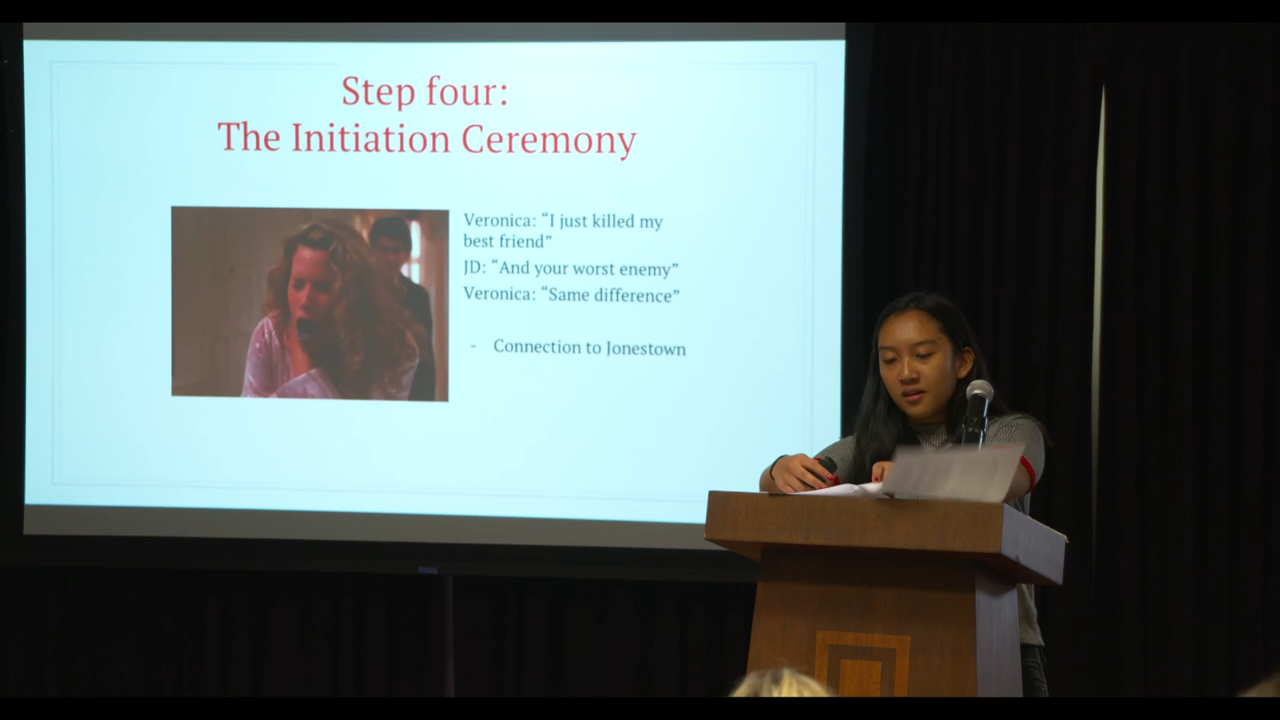 Step four:
The Initiation Ceremony
Veronica: “I just killed my
best friend”
JD: “And your worst enemy”
Veronica: “Same difference”
- Connection to Jonestown